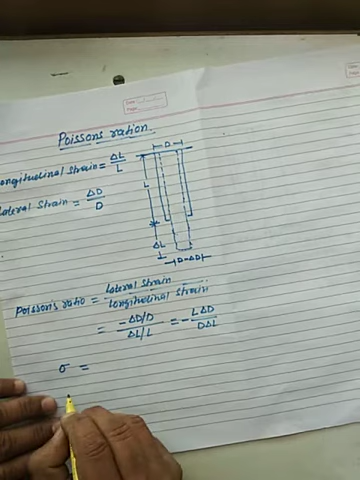 Poissons ration
Longitudinal strain = ΔL/L
Lateral strain = ΔD/D
D
L
ΔL
D-ΔD
Poisson's ratio = lateral strain / Longitudinal strain
= -ΔD/D / ΔL/L = - LΔD / DΔL
σ =